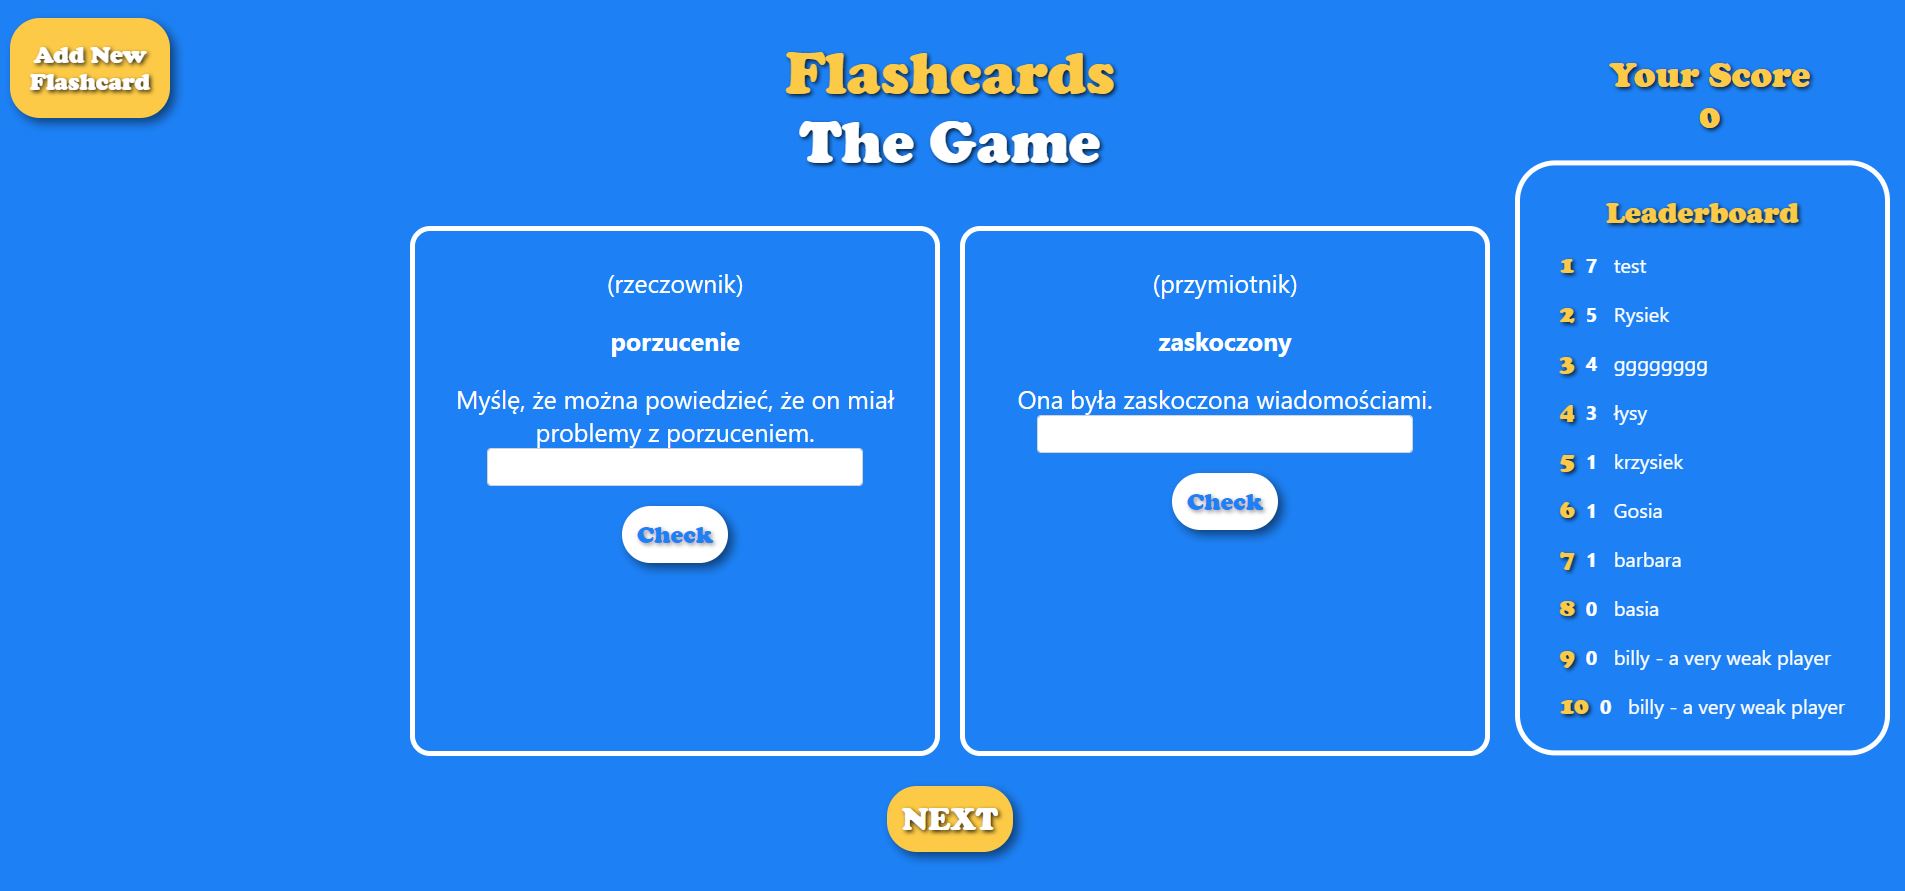 Add New
Flashcard
Flashcards
The Game
Your Score
0
(rzeczownik)
porzucenie
Myślę, że można powiedzieć, że on miał
problemy z porzuceniem.
Check
(przymiotnik)
zaskoczony
Ona była zaskoczona wiadomościami.
Check
NEXT
Leaderboard
1 7 test
2 5 Rysiek
3 4 gggggggg
4 3 łysy
5 1 krzysiek
6 1 Gosia
7 1 barbara
8 0 basia
9 0 billy - a very weak player
10 0 billy - a very weak player